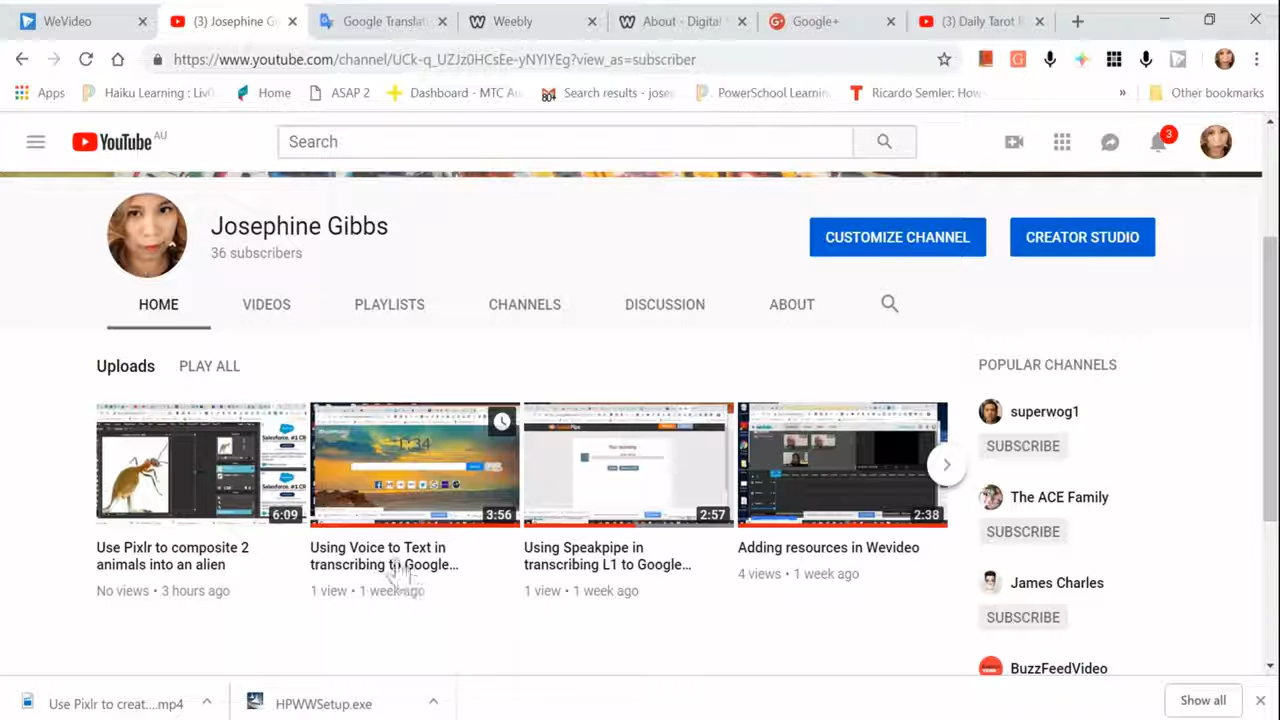 WeVideo
(3) Josephine Gi
Google Translat
Weebly
About - Digital
Google+
(3) Daily Tarot
https://www.youtube.com/channel/UCk-q_UZJz0HCsEe-yNYIYEg?view_as=subscriber
Apps
Haiku Learning : Liv
Home
ASAP 2
Dashboard - MTC Au
Search results - jose
PowerSchool Learnin
Ricardo Semler: How
»
Other bookmarks
YouTube AU
Search
3
Josephine Gibbs
36 subscribers
CUSTOMIZE CHANNEL
CREATOR STUDIO
HOME
VIDEOS
PLAYLISTS
CHANNELS
DISCUSSION
ABOUT
Uploads
PLAY ALL
POPULAR CHANNELS
6:09
3:56
2:57
2:38
Use Pixlr to composite 2
animals into an alien
No views • 3 hours ago
Using Voice to Text in
transcribing to Google...
1 view • 1 week ago
Using Speakpipe in
transcribing L1 to Google...
1 view • 1 week ago
Adding resources in Wevideo
4 views • 1 week ago
superwog1
SUBSCRIBE
The ACE Family
SUBSCRIBE
James Charles
SUBSCRIBE
BuzzFeedVideo
Use Pixlr to creat....mp4
HPWWSetup.exe
Show all